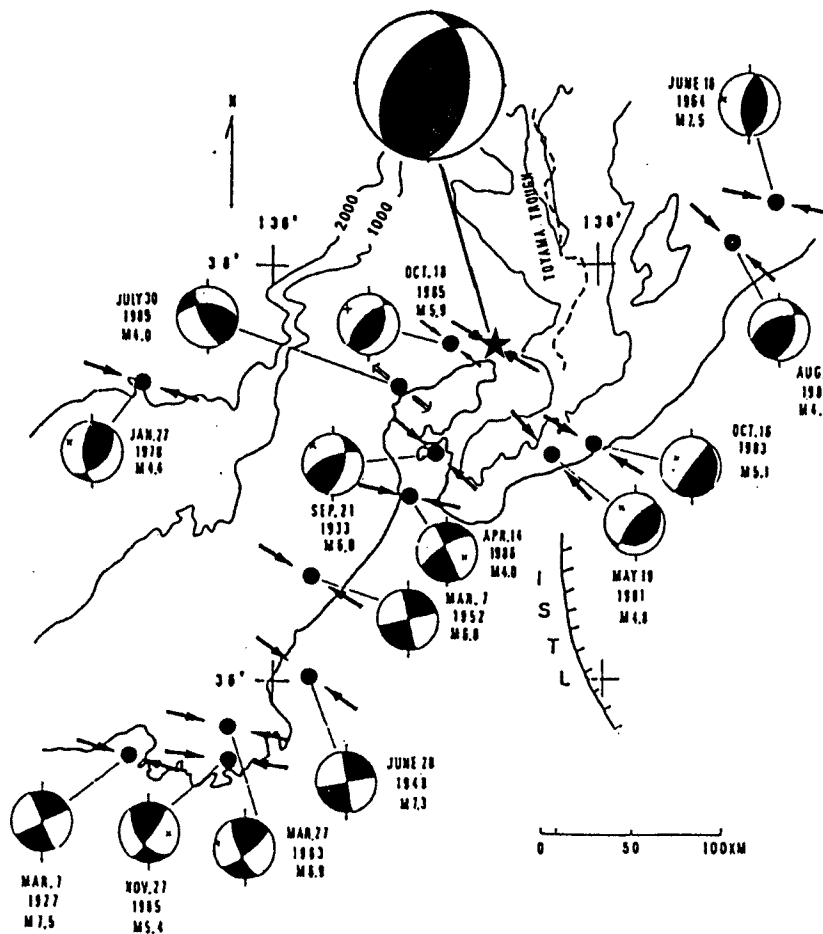 JUNE 16
1964
M7.5
N
2000
1000
TOYAMA TROUGH
136°
138°
38°
OCT.18
1985
M5.9
JULY 30
1985
M4.0
AUG.
M4.
JAN.27
1978
M4.6
OCT.16
1983
M5.1
SEP.21
1933
M6.0
APR.14
1986
M4.0
MAY 19
1981
M4.8
MAR.7
1952
M6.8
I
S
T
L
36°
JUNE 28
1948
M7.3
MAR.27
1963
M6.9
0 50 100KM
MAR.7
1927
M7.5
NOV.27
1985
M5.4